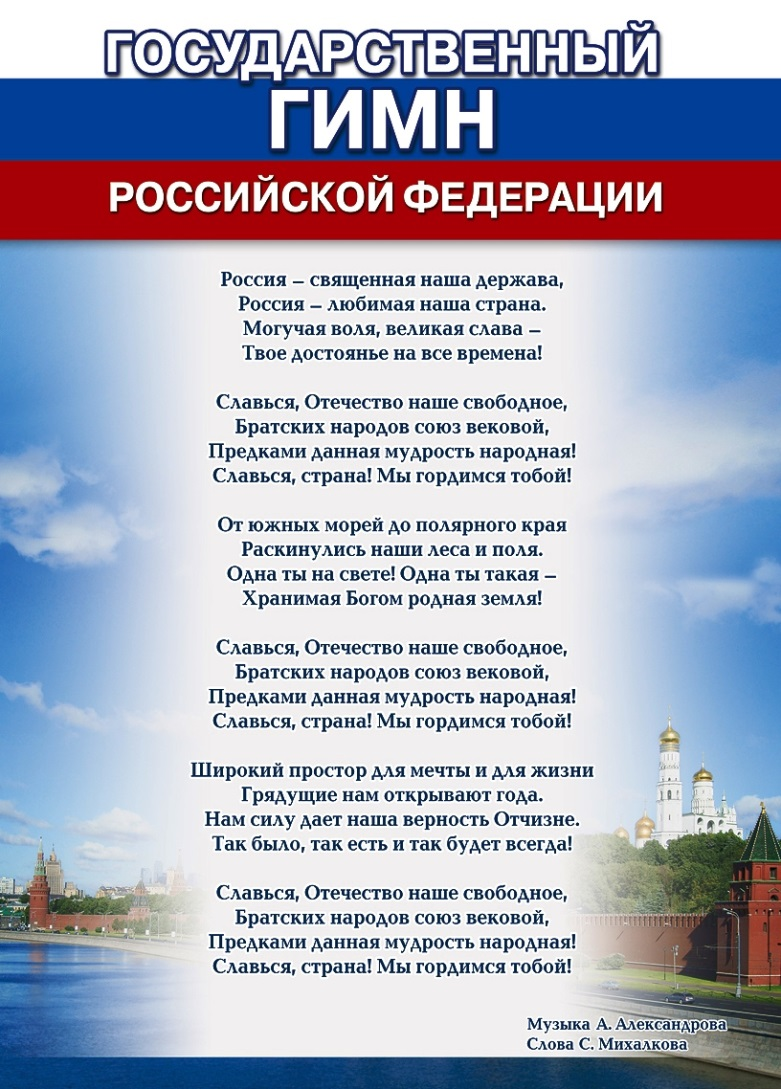 ГОСУДАРСТВЕННЫЙ
ГИМН
РОССИЙСКОЙ ФЕДЕРАЦИИ
Россия – священная наша держава,
Россия – любимая наша страна.
Могучая воля, великая слава –
Твое достоянье на все времена!
Славься, Отечество наше свободное,
Братских народов союз вековой,
Предками данная мудрость народная!
Славься, страна! Мы гордимся тобой!
От южных морей до полярного края
Раскинулись наши леса и поля.
Одна ты на свете! Одна ты такая –
Хранимая Богом родная земля!
Славься, Отечество наше свободное,
Братских народов союз вековой,
Предками данная мудрость народная!
Славься, страна! Мы гордимся тобой!
Широкий простор для мечты и для жизни
Грядущие нам открывают года.
Нам силу дает наша верность Отчизне.
Так было, так есть и так будет всегда!
Славься, Отечество наше свободное,
Братских народов союз вековой,
Предками данная мудрость народная!
Славься, страна! Мы гордимся тобой!
Музыка А. Александрова
Слова С. Михалкова